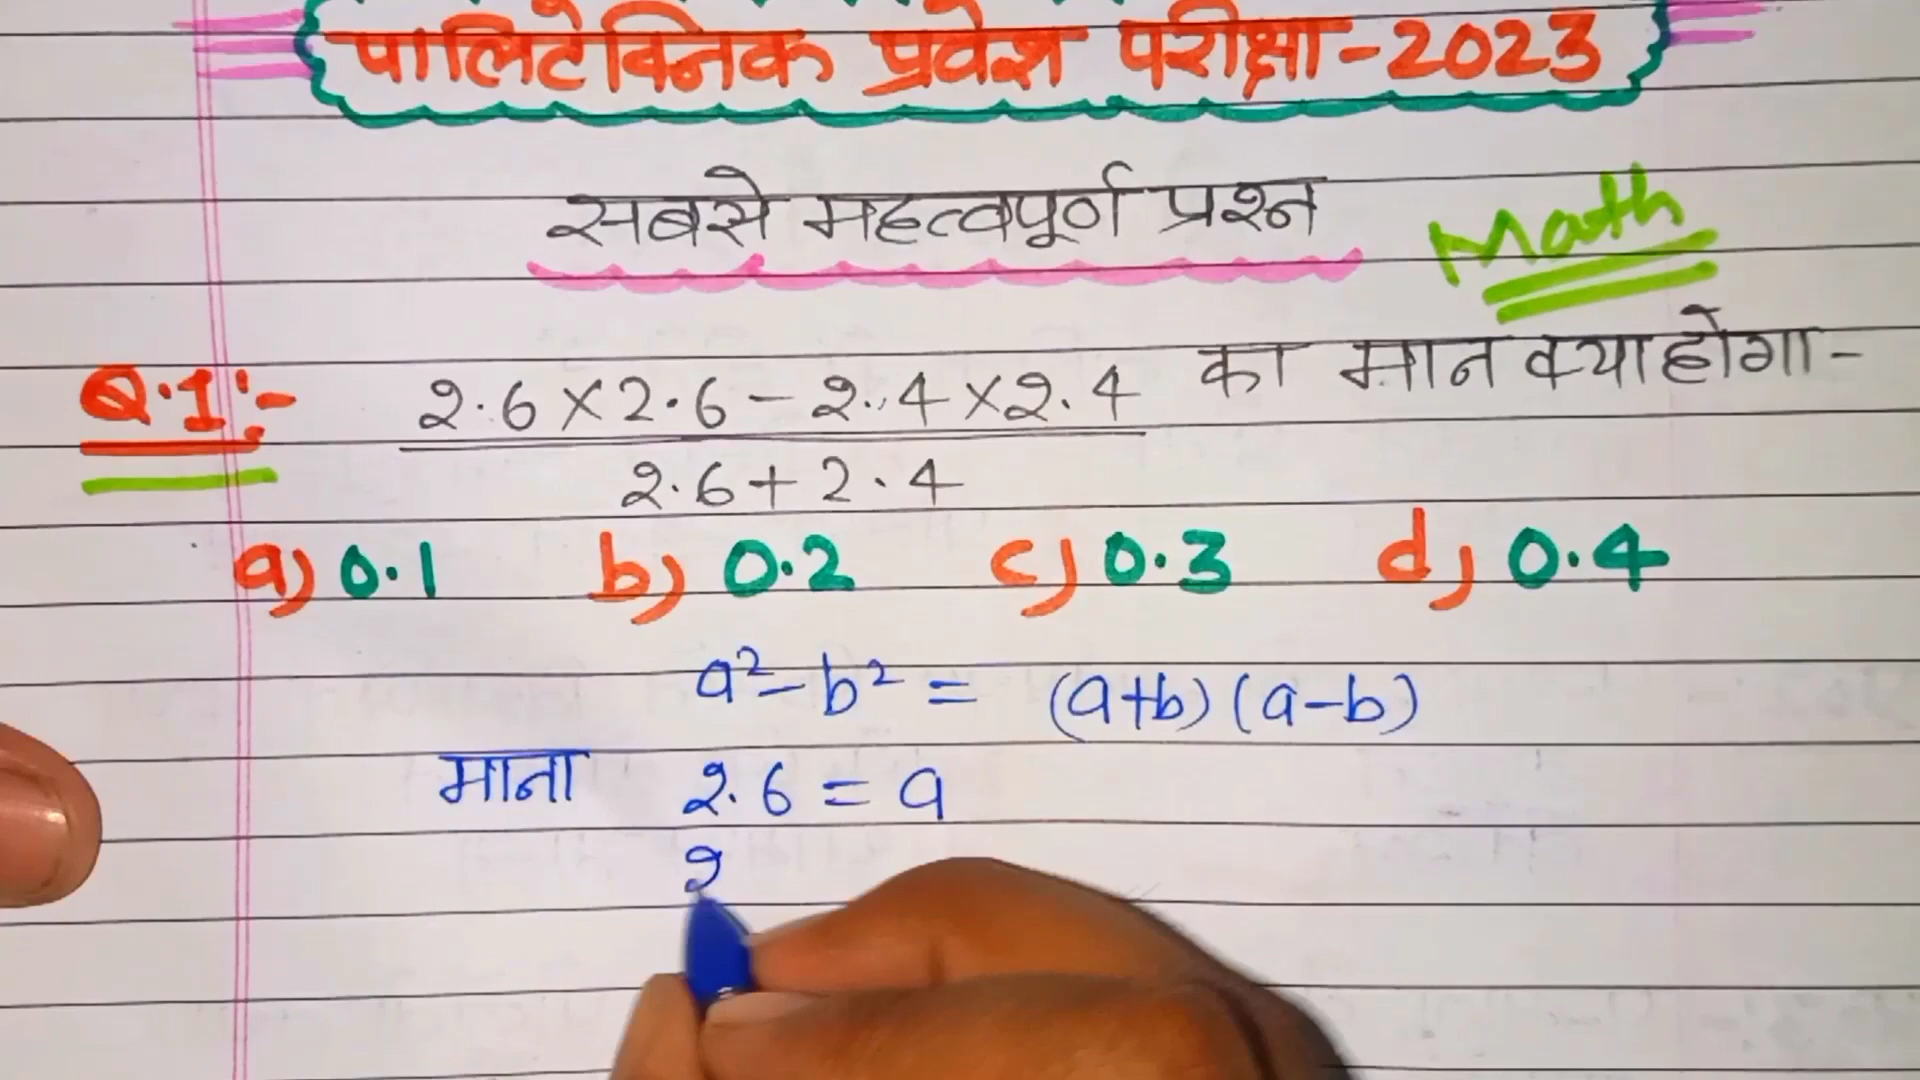 पालिटेक्निक प्रवेश परीक्षा-2023
सबसे महत्वपूर्ण प्रश्न
Math
Q.1:- 2.6×2.6-2.4×2.4 का मान क्या होगा-
2.6+2.4
a) 0.1 b) 0.2 c) 0.3 d) 0.4
a²-b² = (a+b)(a-b)
माना 2.6 = a
2